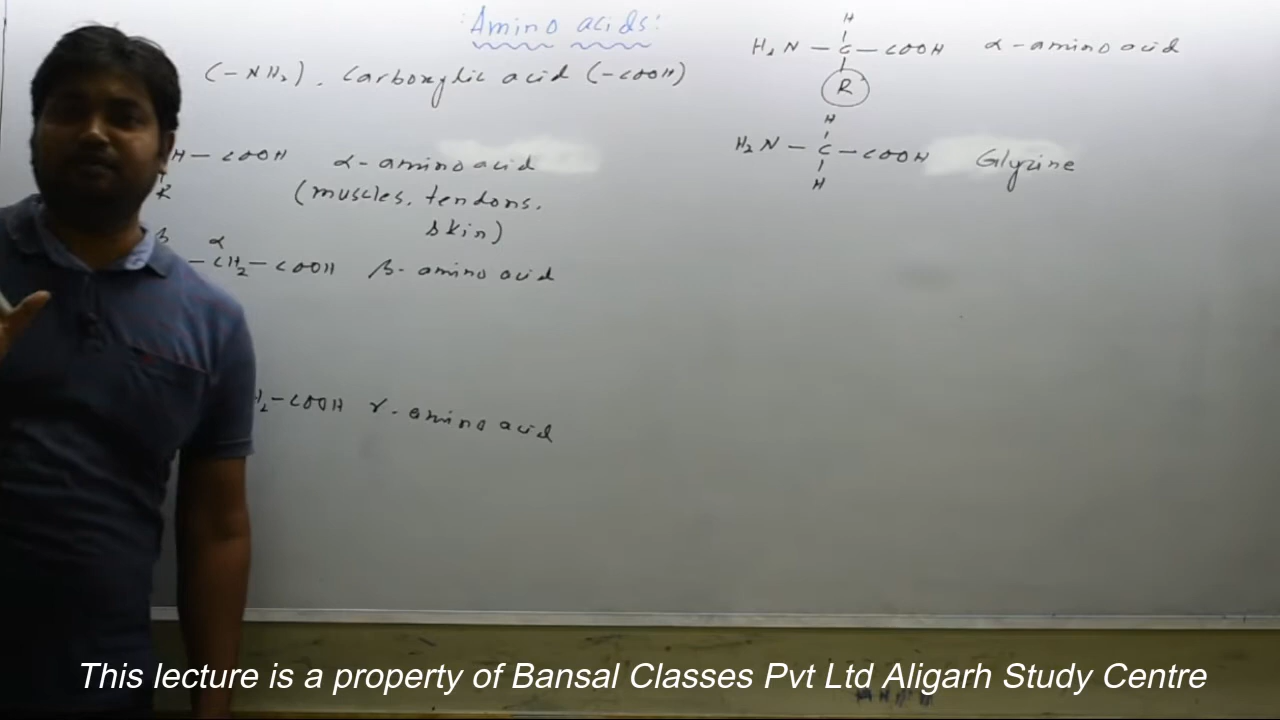 Amino acids:
(-NH2). Carboxylic acid (-COOH)
H - COOH α-amino acid
R (muscles, tendons,
skin)
β α
- CH2 - COOH β- amino acid
H2 - COOH γ- amino acid
H
H2N - C - COOH α-amino acid
R
H
H2N - C - COOH Glycine
H
This lecture is a property of Bansal Classes Pvt Ltd Aligarh Study Centre